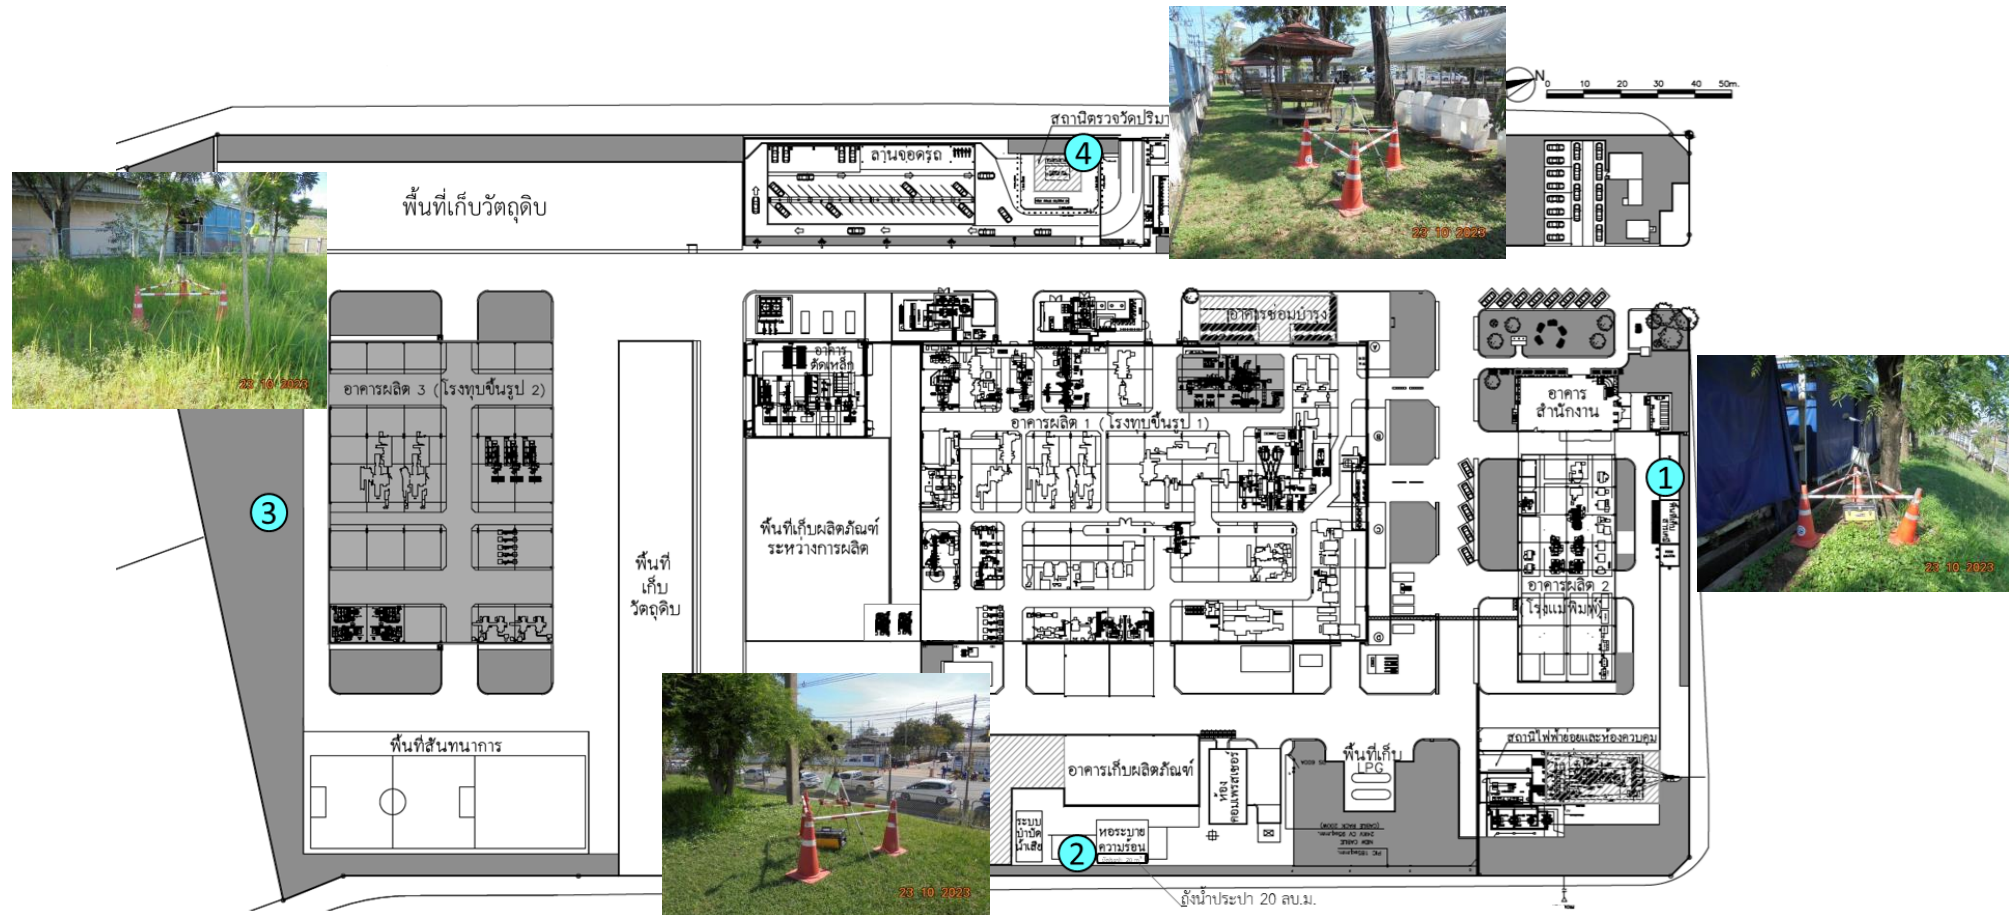 N
0 10 20 30 40 50m.
สถานีตรวจวัดปริมา
4
ลานจอดรถ
พื้นที่เก็บวัตถุดิบ
23 10 2023
23 10 2023
อาคารซ่อมบำรุง
อาคาร
ตัดเหล็ก
อาคารผลิต 3 (โรงทุบขึ้นรูป 2)
อาคารผลิต 1 (โรงทุบขึ้นรูป 1)
อาคาร
สำนักงาน
1
3
พื้นที่เก็บผลิตภัณฑ์
ระหว่างการผลิต
พื้นที่
เก็บ
วัตถุดิบ
อาคารผลิต 2
(โรงแม่พิมพ์)
23 10 2023
พื้นที่สันทนาการ
สถานีไฟฟ้าย่อยและห้องควบคุม
อาคารเก็บผลิตภัณฑ์
ห้อง
คอมเพรสเซอร์
พื้นที่เก็บ
LPG
ระบบ
บำบัด
น้ำเสีย
2
หอระบาย
ความร้อน
23 10 2023
ถังน้ำประปา 20 ลบ.ม.